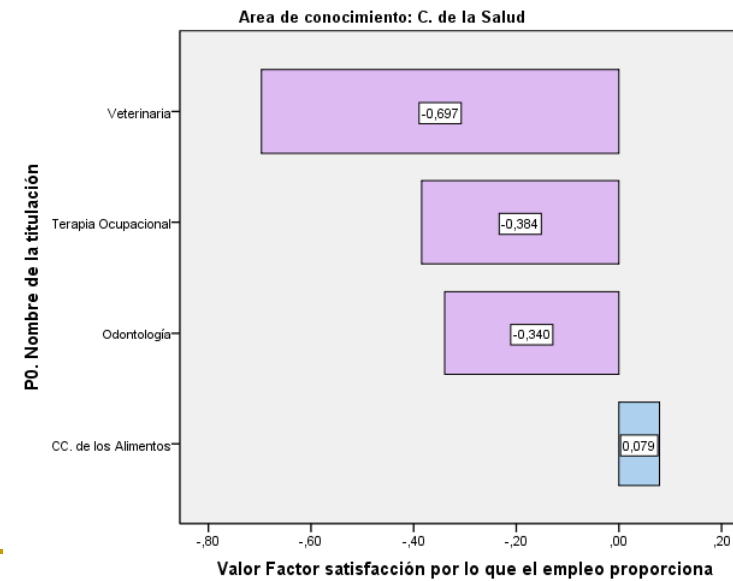 Area de conocimiento: C. de la Salud
P0. Nombre de la titulación
Veterinaria
-0,697
Terapia Ocupacional
-0,384
Odontología
-0,340
CC. de los Alimentos
0,079
-,80 -,60 -,40 -,20 ,00 ,20
Valor Factor satisfacción por lo que el empleo proporciona